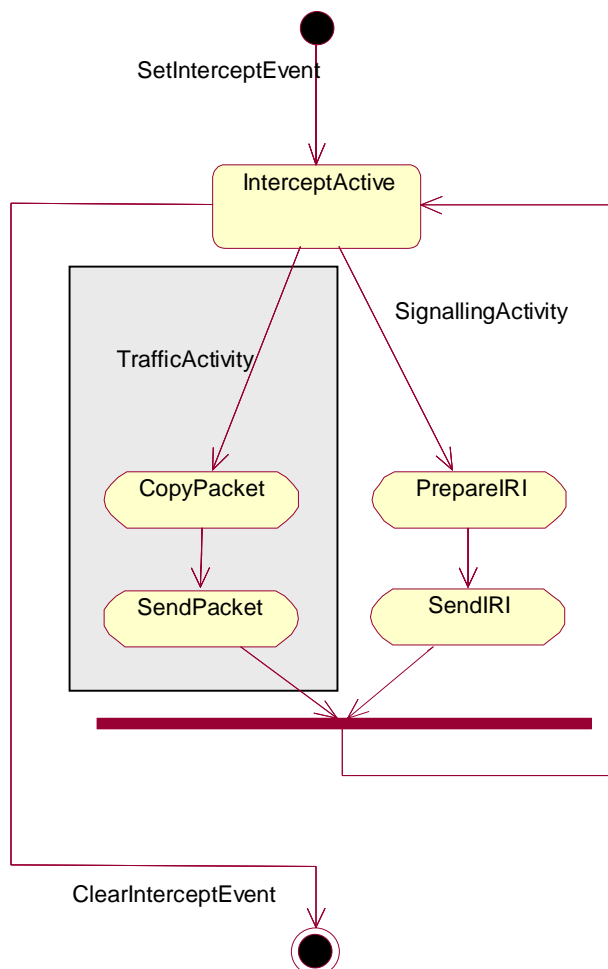 SetInterceptEvent
InterceptActive
SignallingActivity
TrafficActivity
CopyPacket
PrepareIRI
SendPacket
SendIRI
ClearInterceptEvent